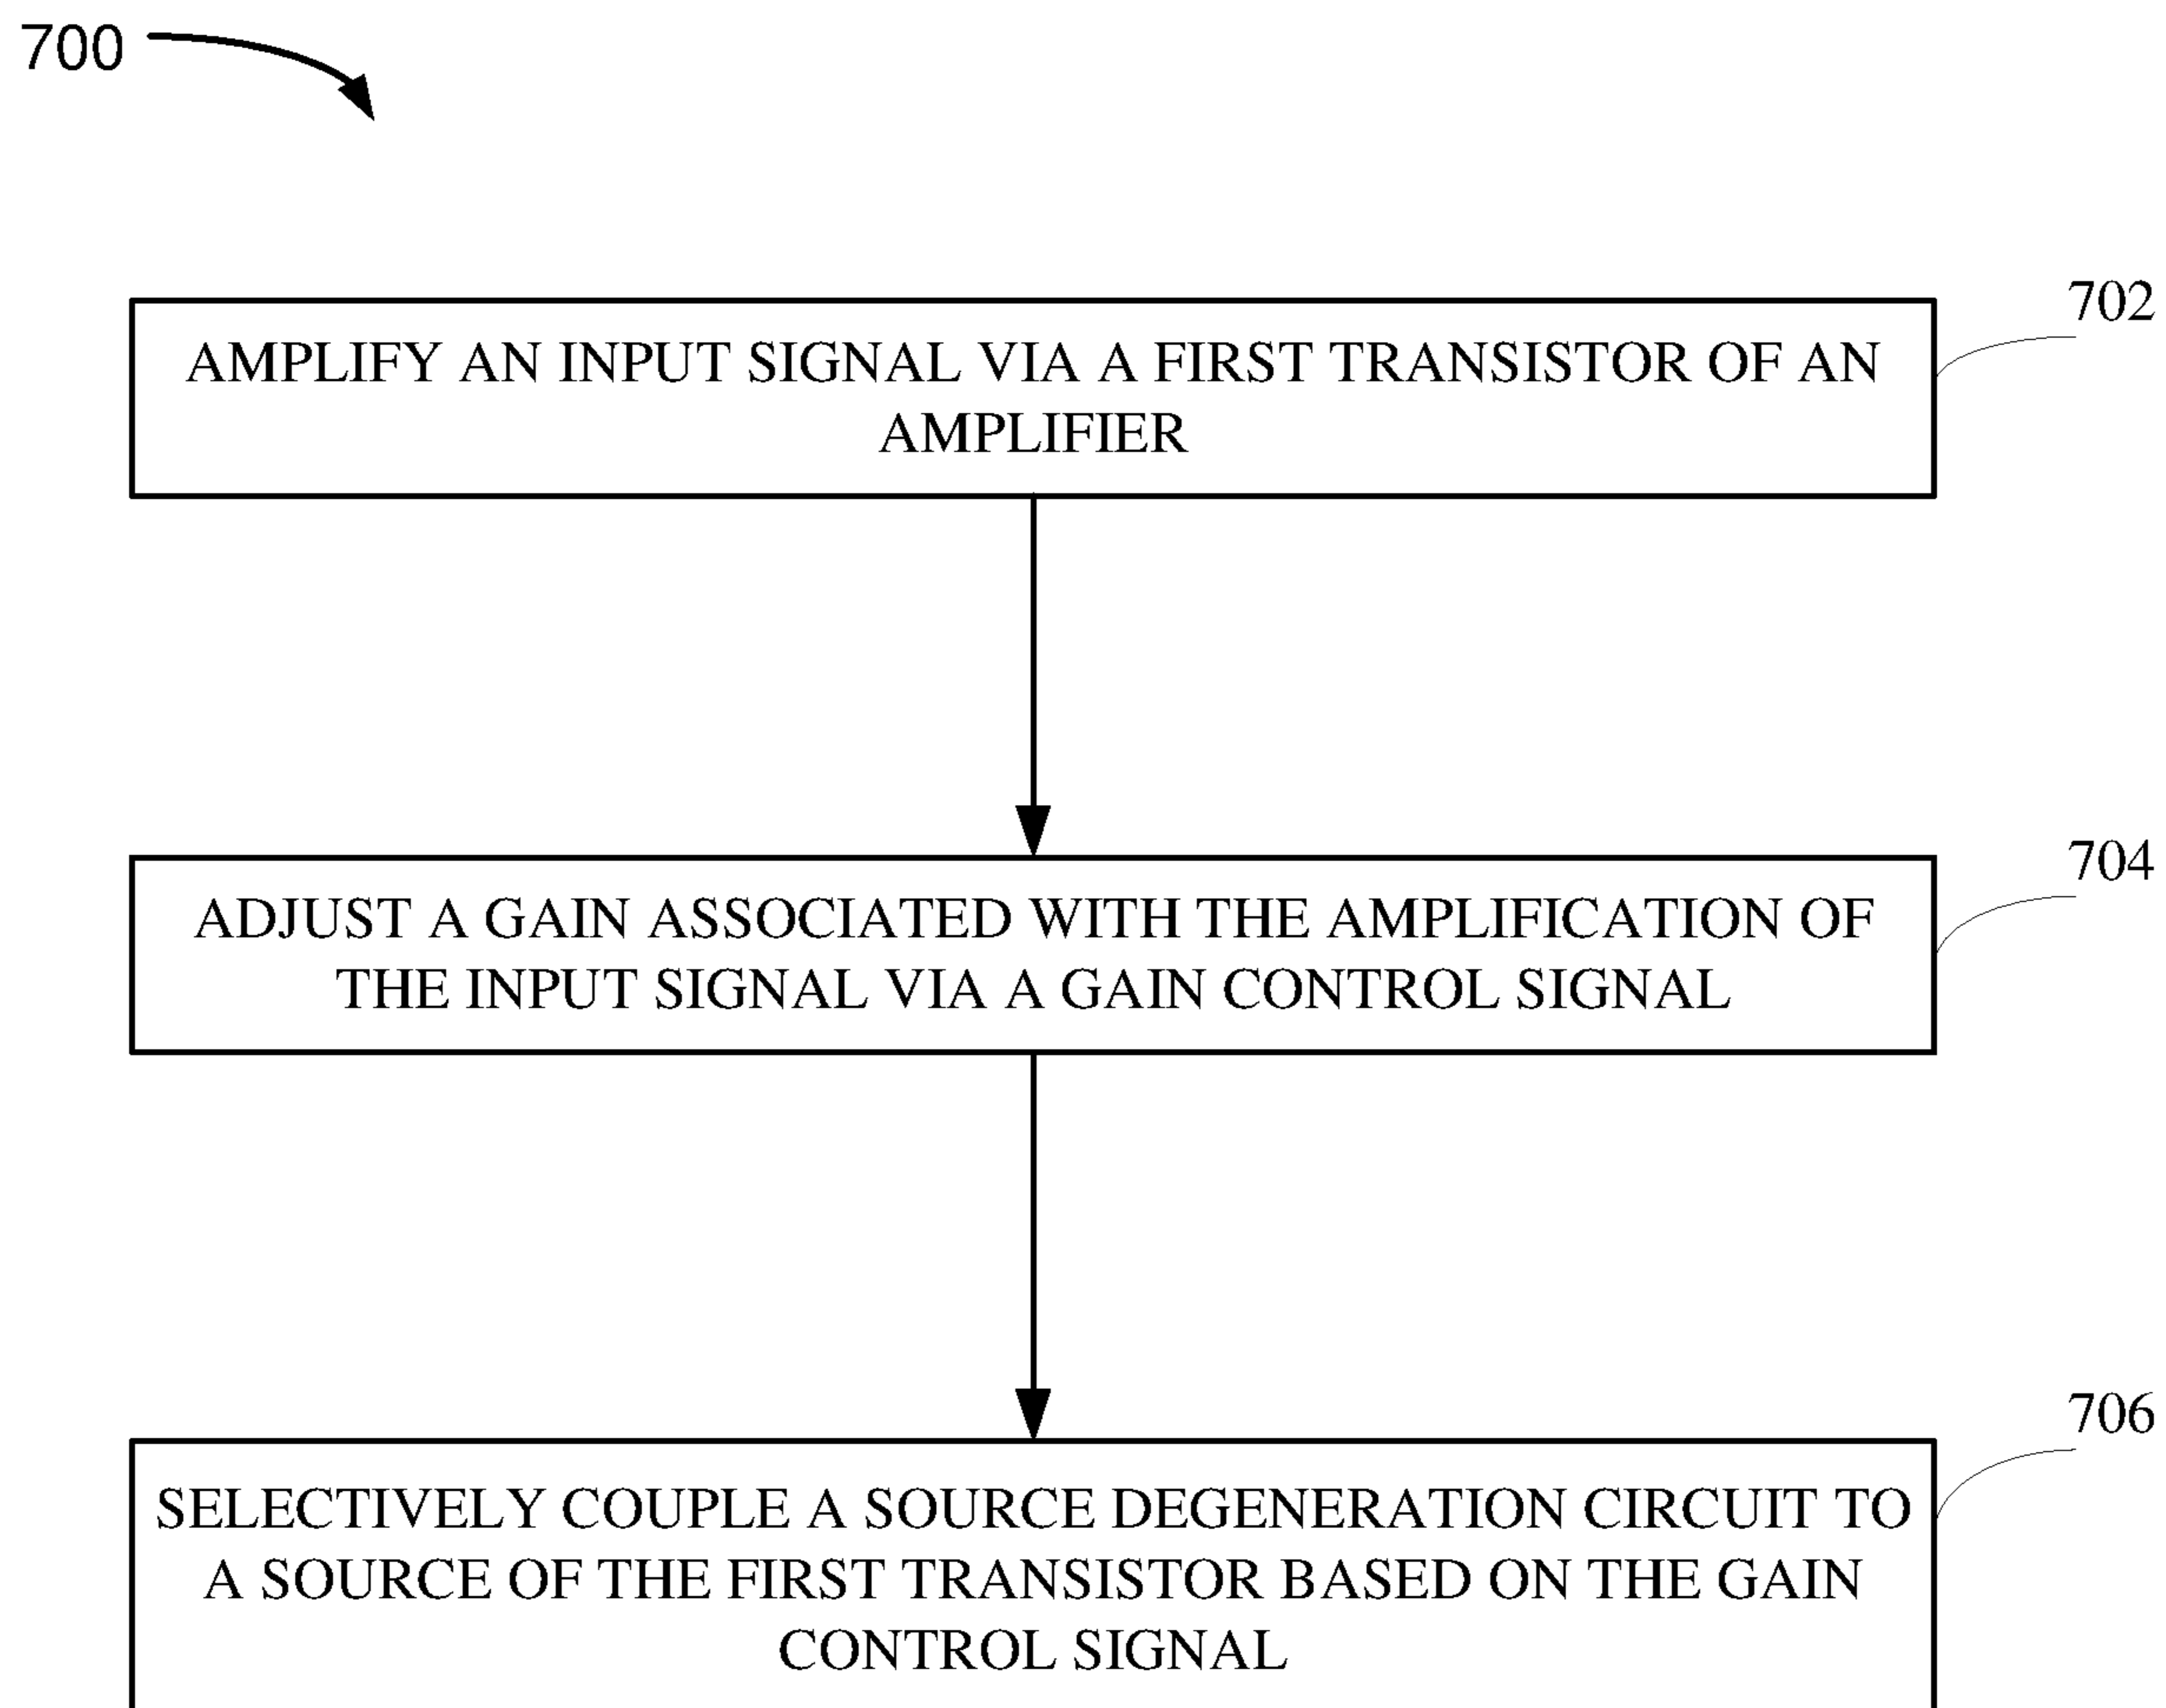 700
702
AMPLIFY AN INPUT SIGNAL VIA A FIRST TRANSISTOR OF AN
AMPLIFIER
704
ADJUST A GAIN ASSOCIATED WITH THE AMPLIFICATION OF
THE INPUT SIGNAL VIA A GAIN CONTROL SIGNAL
706
SELECTIVELY COUPLE A SOURCE DEGENERATION CIRCUIT TO
A SOURCE OF THE FIRST TRANSISTOR BASED ON THE GAIN
CONTROL SIGNAL